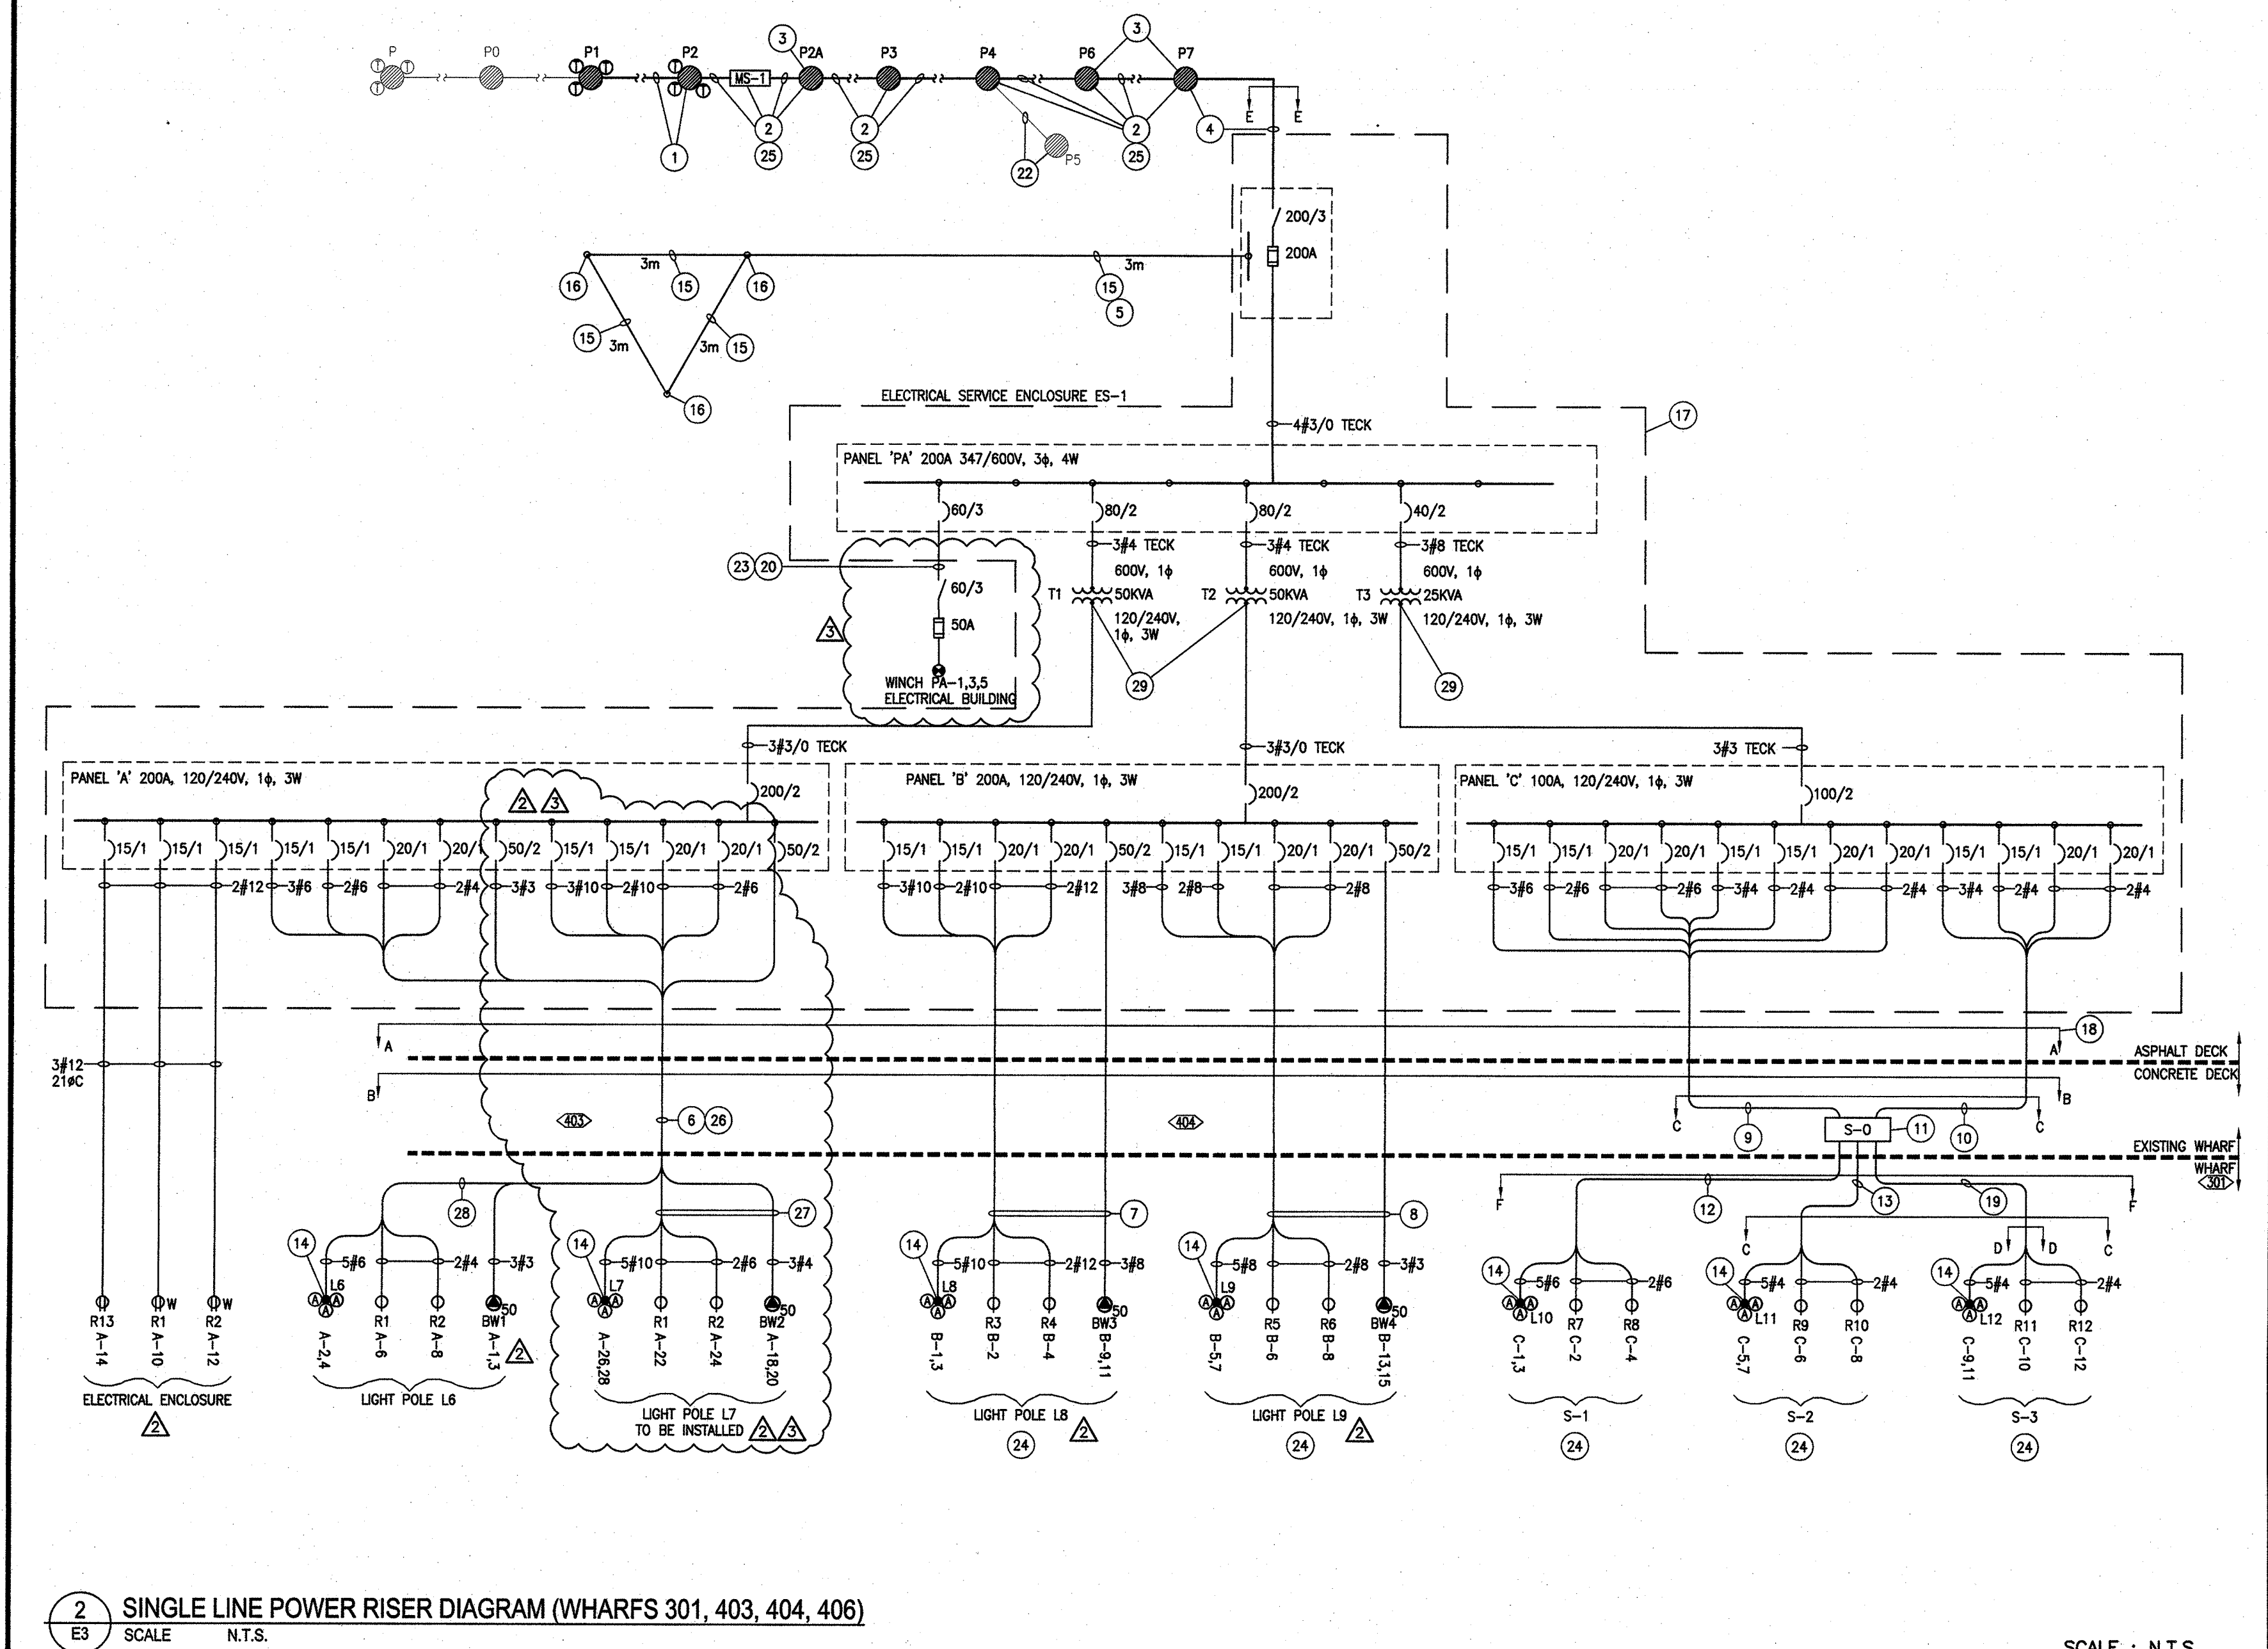 P P0 P1 P2 3 P2A P3 P4 P6 3 P7
T T T T T T T T T
MS-1
E E
1 2 25 2 25 22 P5 2 25 4
200/3
200A
3m 3m
16 15 16 15
5
15 3m 3m 15
16
ELECTRICAL SERVICE ENCLOSURE ES-1
17
4#3/0 TECK
PANEL 'PA' 200A 347/600V, 3ϕ, 4W
60/3 80/2 80/2 40/2
3#4 TECK 3#4 TECK 3#8 TECK
23 20 600V, 1ϕ 600V, 1ϕ 600V, 1ϕ
60/3 T1 50KVA T2 50KVA T3 25KVA
120/240V, 120/240V, 1ϕ, 3W 120/240V, 1ϕ, 3W
1ϕ, 3W
3 50A
29 29
WINCH PA-1,3,5
ELECTRICAL BUILDING
3#3/0 TECK 3#3/0 TECK 3#3 TECK
PANEL 'A' 200A, 120/240V, 1ϕ, 3W PANEL 'B' 200A, 120/240V, 1ϕ, 3W PANEL 'C' 100A, 120/240V, 1ϕ, 3W
2 3 200/2 200/2 100/2
15/1 15/1 15/1 15/1 15/1 20/1 20/1 50/2 15/1 15/1 20/1 20/1 50/2 15/1 15/1 20/1 20/1 50/2 15/1 15/1 20/1 20/1 50/2 15/1 15/1 20/1 20/1 15/1 15/1 20/1 20/1 15/1 15/1 20/1 20/1
2#12 3#6 2#6 2#4 3#3 3#10 2#10 2#6 3#10 2#10 2#12 3#8 2#8 2#8 3#6 2#6 2#6 3#4 2#4 2#4 3#4 2#4 2#4
18
A A
ASPHALT DECK
3#12
21øC
CONCRETE DECK
B B
403 6 26 404 C 9 S-0 11 10 C
EXISTING WHARF
WHARF
301
F 12 13 19 F
28 27 7 8
C D D C
14 5#6 2#4 3#3 14 5#10 2#6 3#4 14 5#10 2#12 3#8 14 5#8 2#8 3#3 14 5#6 2#6 14 5#4 2#4 14 5#4 2#4
L6 L7 L8 L9 L10 L11 L12
A A A A A A A A A A A A A A A A A A A A A
W W 50 50 50 50
R13 R1 R2 R1 R2 BW1 R1 R2 BW2 R3 R4 BW3 R5 R6 BW4 R7 R8 R9 R10 R11 R12
A-14 A-10 A-12 A-2,4 A-6 A-8 A-1,3 2 A-26,28 A-22 A-24 A-18,20 B-1,3 B-2 B-4 B-9,11 B-5,7 B-6 B-8 B-13,15 C-1,3 C-2 C-4 C-5,7 C-6 C-8 C-9,11 C-10 C-12
ELECTRICAL ENCLOSURE LIGHT POLE L6 LIGHT POLE L7 LIGHT POLE L8 LIGHT POLE L9 S-1 S-2 S-3
2 TO BE INSTALLED 2 3 24 2 24 2 24 24 24
2 SINGLE LINE POWER RISER DIAGRAM (WHARFS 301, 403, 404, 406)
E3 SCALE N.T.S.
SCALE : N.T.S.